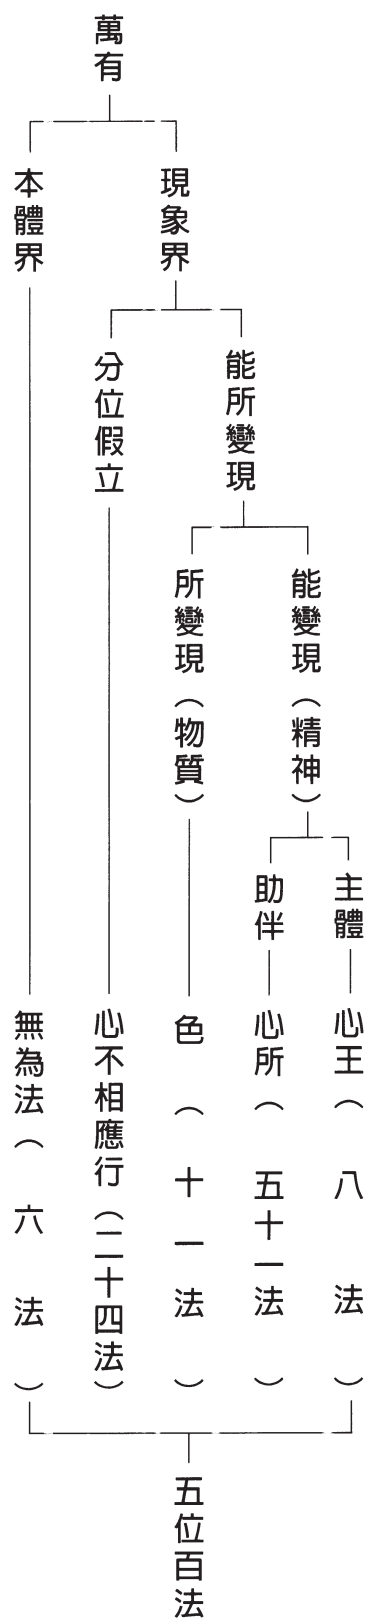 萬有
現象界
本體界
能所變現
分位假立
能變現（精神）
所變現（物質）
主體
助伴
心王（八法）
心所（五十一法）
色（十一法）
心不相應行（二十四法）
無為法（六法）
五位百法